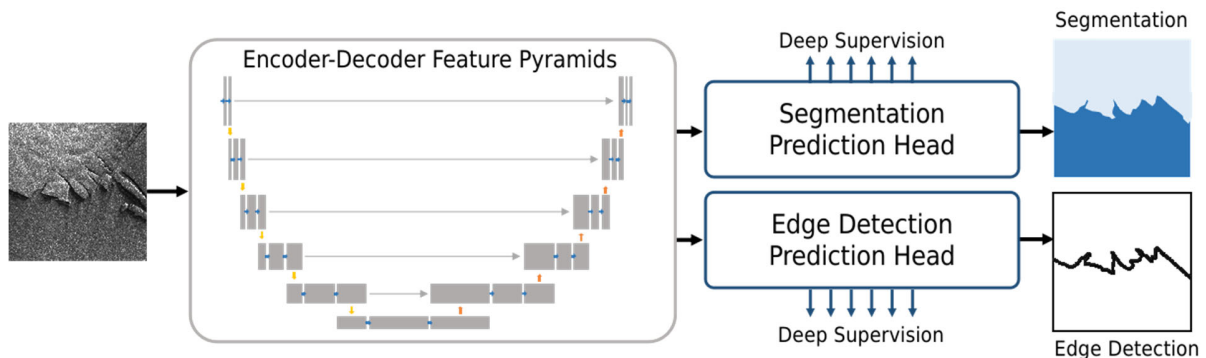 Encoder-Decoder Feature Pyramids
Deep Supervision
Segmentation
Prediction Head
Segmentation
Edge Detection
Prediction Head
Deep Supervision
Edge Detection